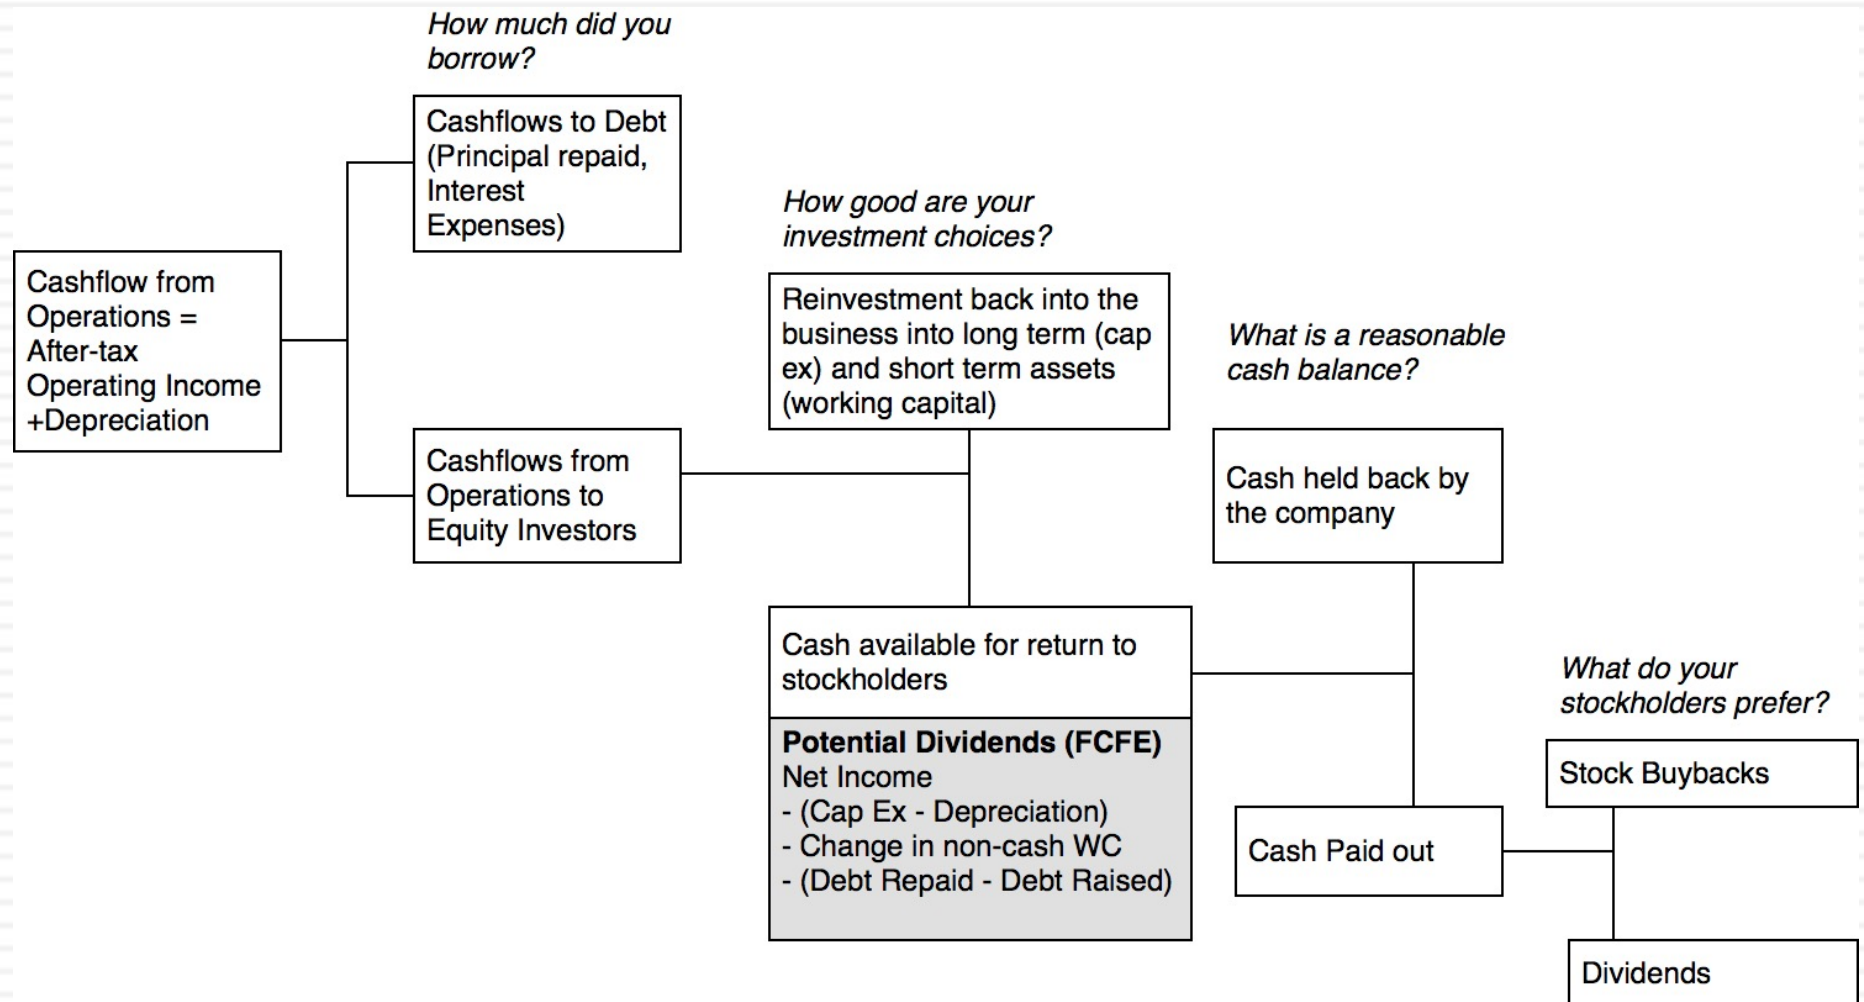 How much did you
borrow?
Cashflows to Debt
(Principal repaid,
Interest
Expenses)
How good are your
investment choices?
Cashflow from
Operations =
After-tax
Operating Income
+Depreciation
Reinvestment back into the
business into long term (cap
ex) and short term assets
(working capital)
What is a reasonable
cash balance?
Cashflows from
Operations to
Equity Investors
Cash held back by
the company
Cash available for return to
stockholders
Potential Dividends (FCFE)
Net Income
- (Cap Ex - Depreciation)
- Change in non-cash WC
- (Debt Repaid - Debt Raised)
What do your
stockholders prefer?
Stock Buybacks
Cash Paid out
Dividends